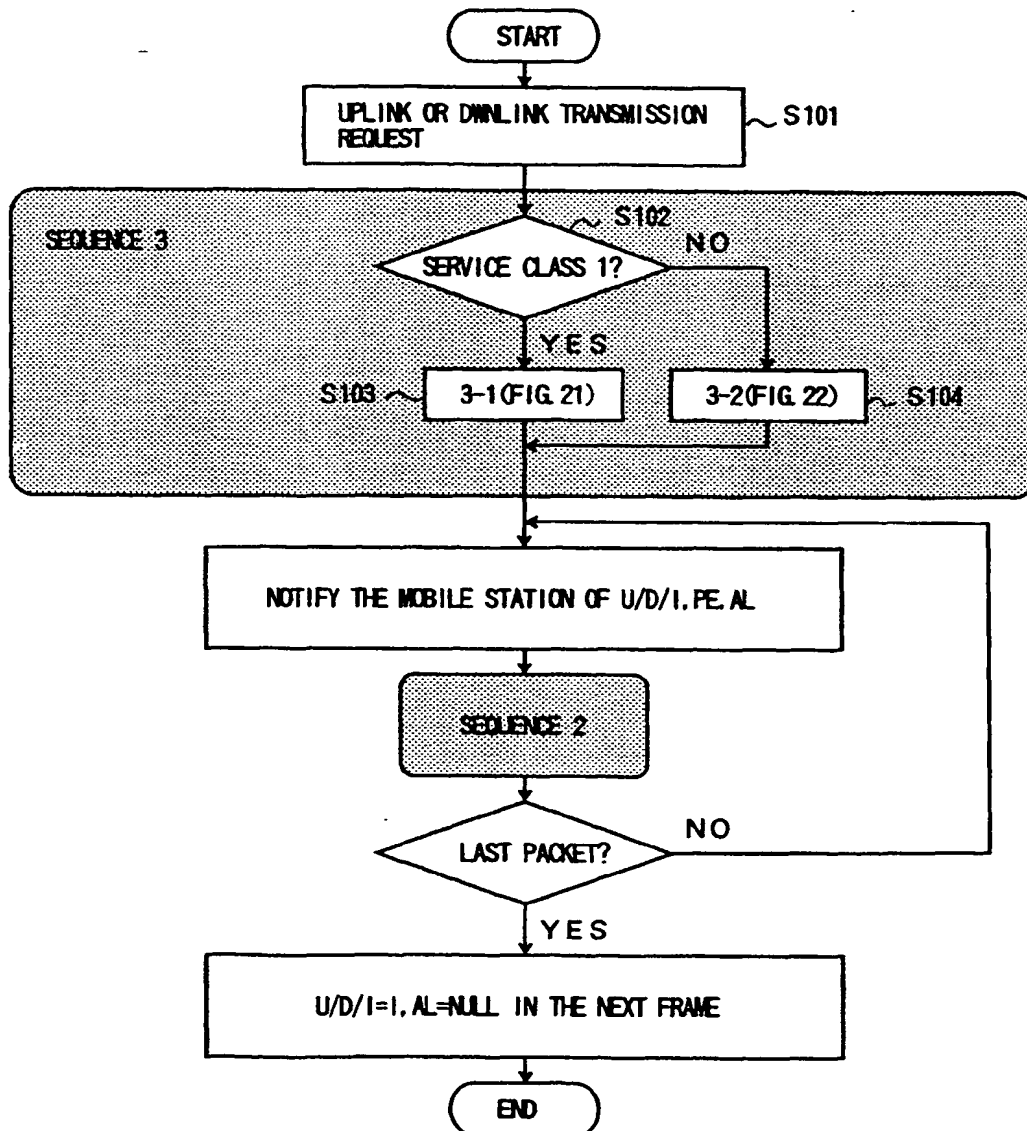 START
UPLINK OR DWNLINK TRANSMISSION
REQUEST
S101
SEQUENCE 3
S102
SERVICE CLASS 1?
NO
YES
S103
3-1(FIG. 21)
3-2(FIG. 22)
S104
NOTIFY THE MOBILE STATION OF U/D/I. PE. AL
SEQUENCE 2
LAST PACKET?
NO
YES
U/D/I=I. AL=NULL IN THE NEXT FRAME
END